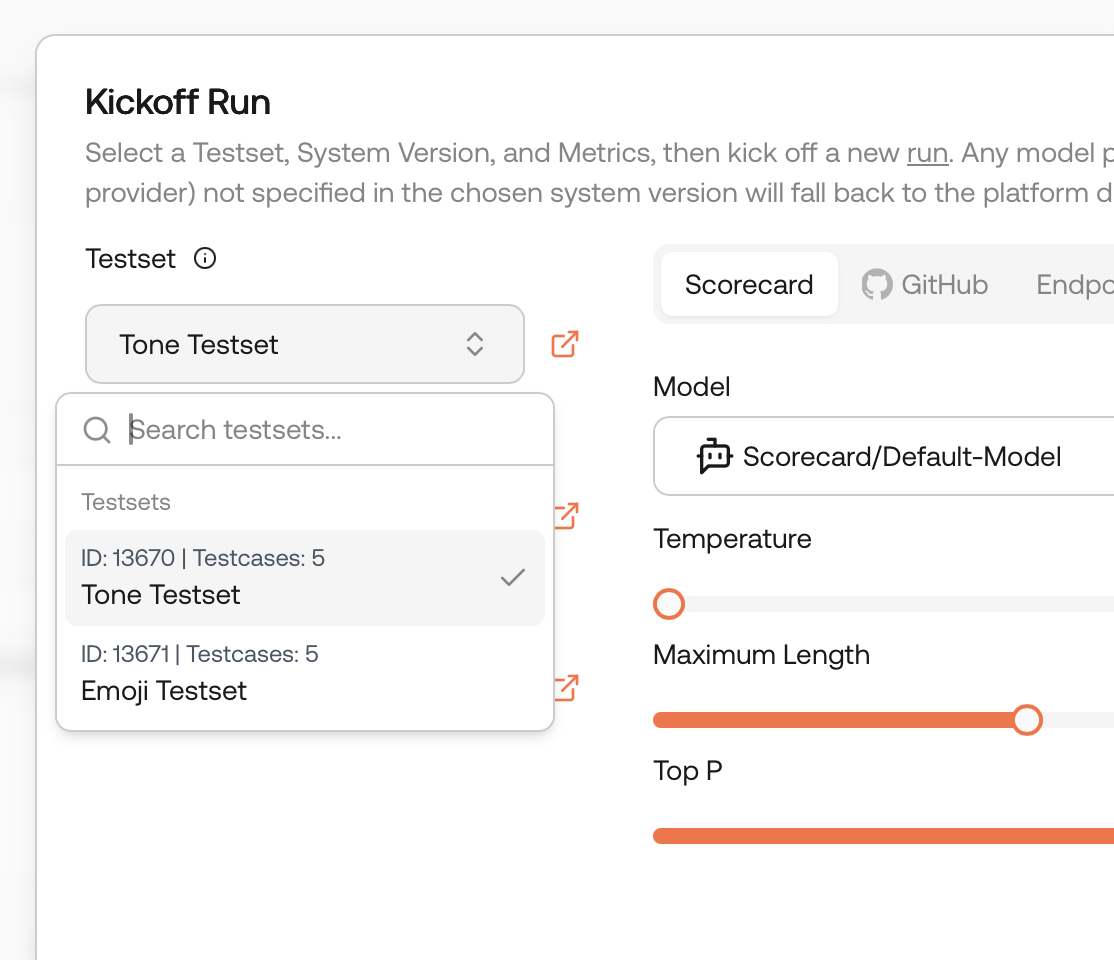 Kickoff Run
Select a Testset, System Version, and Metrics, then kick off a new run. Any model p
provider) not specified in the chosen system version will fall back to the platform d
Testset
Tone Testset
Search testsets...
Testsets
ID: 13670 | Testcases: 5
Tone Testset
ID: 13671 | Testcases: 5
Emoji Testset
Scorecard GitHub Endpo
Model
Scorecard/Default-Model
Temperature
Maximum Length
Top P